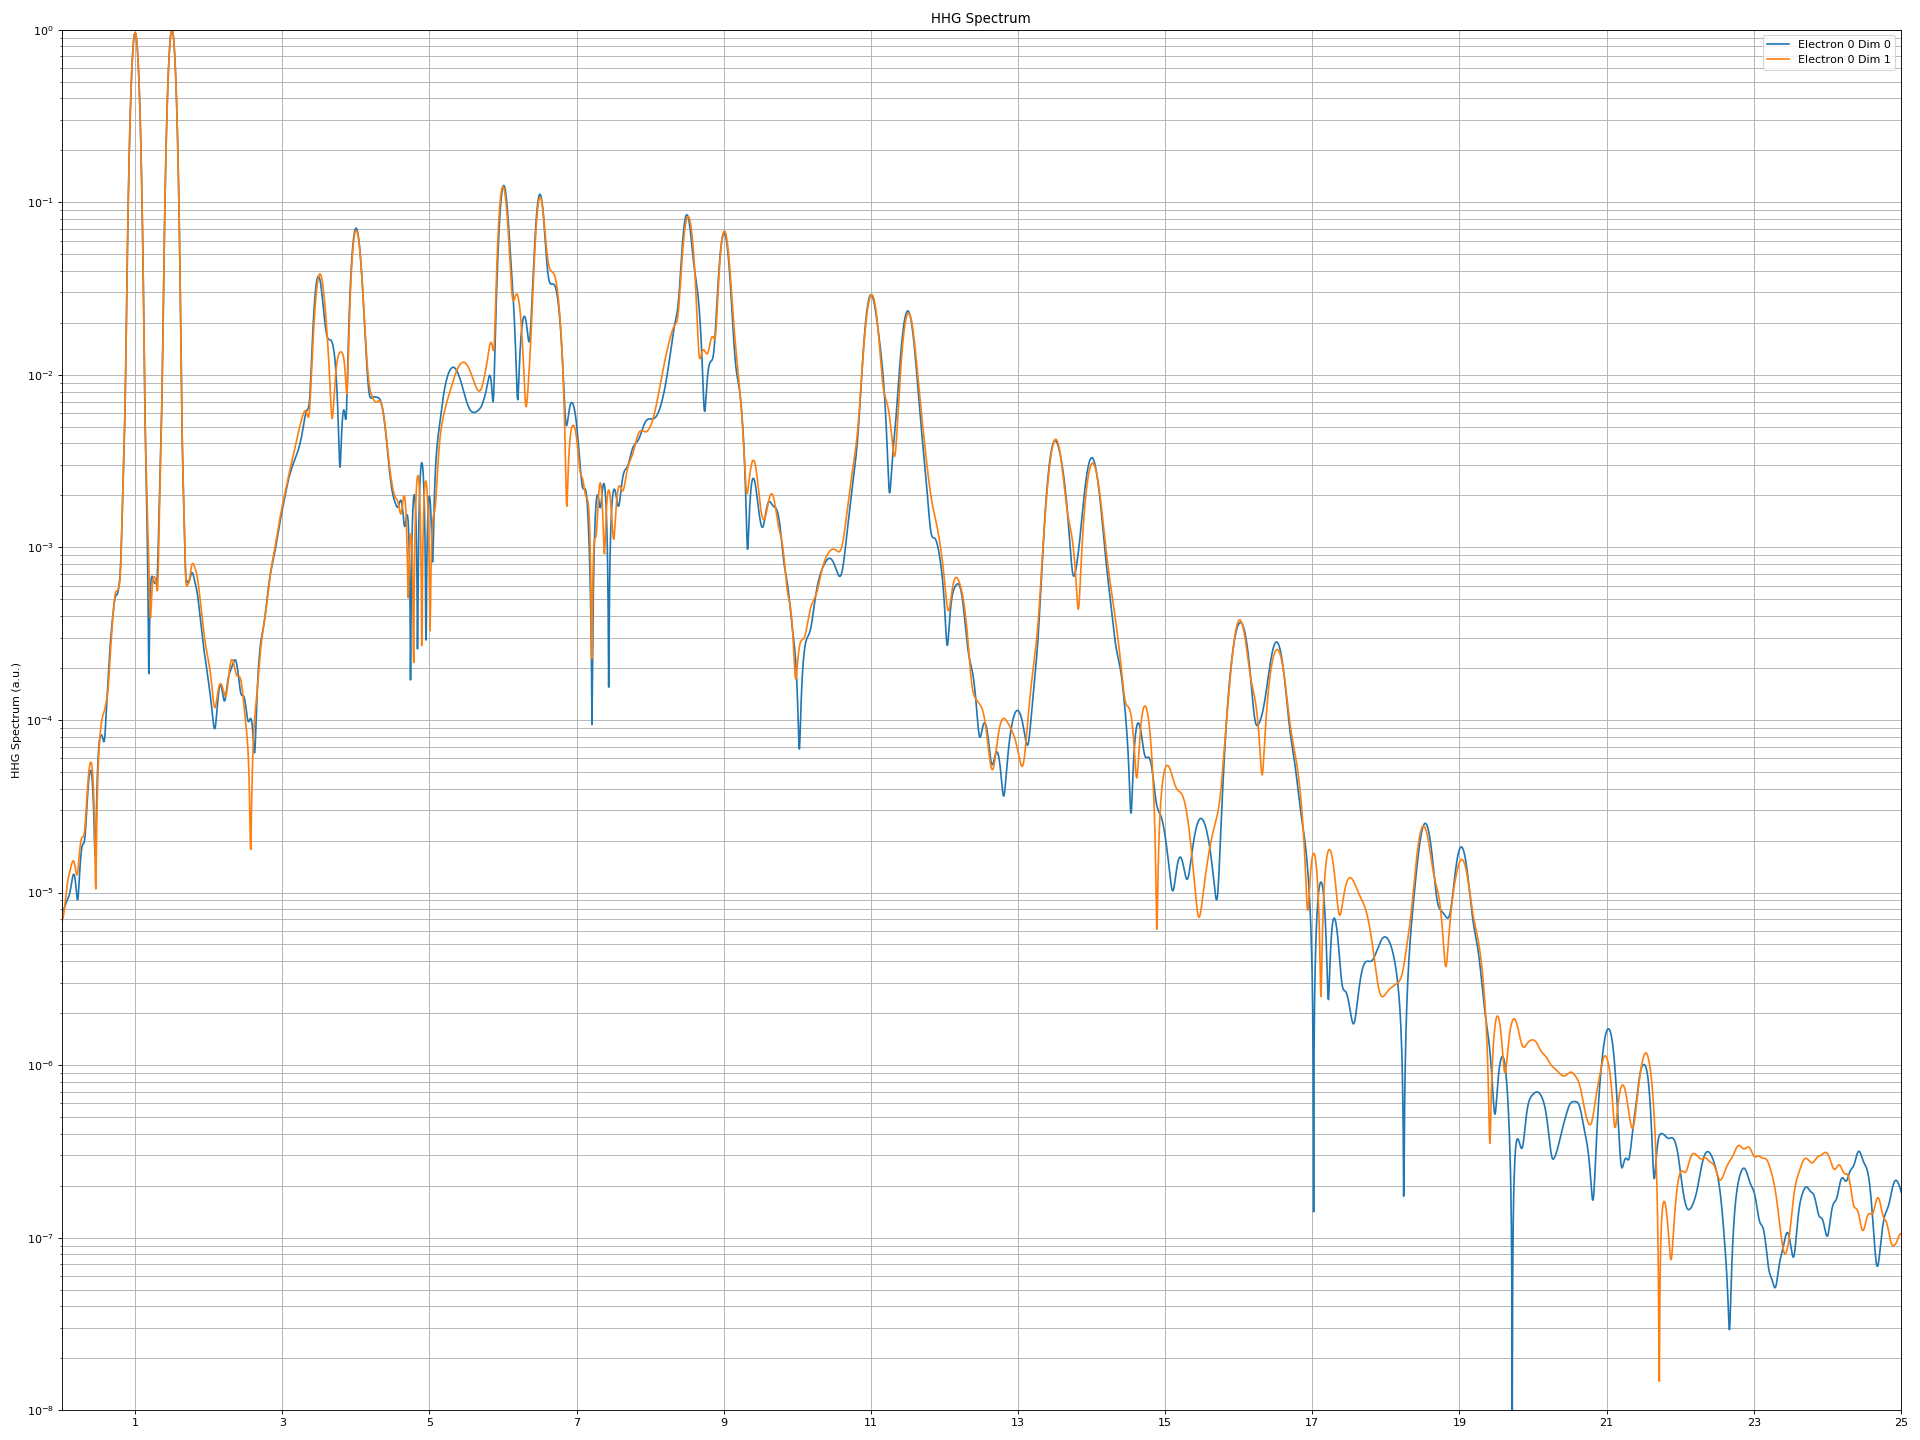 HHG Spectrum
Electron 0 Dim 0
Electron 0 Dim 1
HHG Spectrum (a.u.)
10⁰
10⁻¹
10⁻²
10⁻³
10⁻⁴
10⁻⁵
10⁻⁶
10⁻⁷
10⁻⁸
1 3 5 7 9 11 13 15 17 19 21 23 25